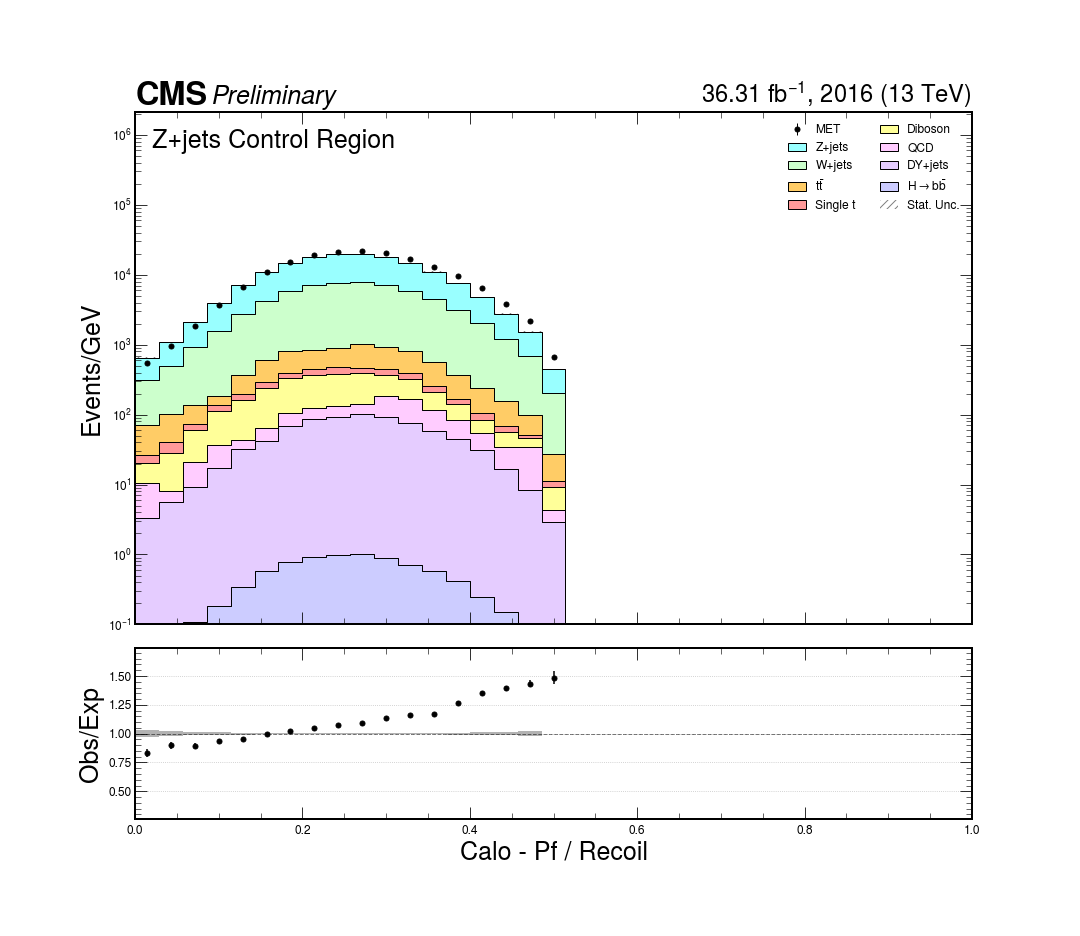 CMS Preliminary 36.31 fb⁻¹, 2016 (13 TeV)
Z+jets Control Region
MET
Z+jets
W+jets
tt̄
Single t
Diboson
QCD
DY+jets
H→bb̄
Stat. Unc.
Events/GeV
10⁶
10⁵
10⁴
10³
10²
10¹
10⁰
10⁻¹
Obs/Exp
1.50
1.25
1.00
0.75
0.50
0.0 0.2 0.4 0.6 0.8 1.0
Calo - Pf / Recoil